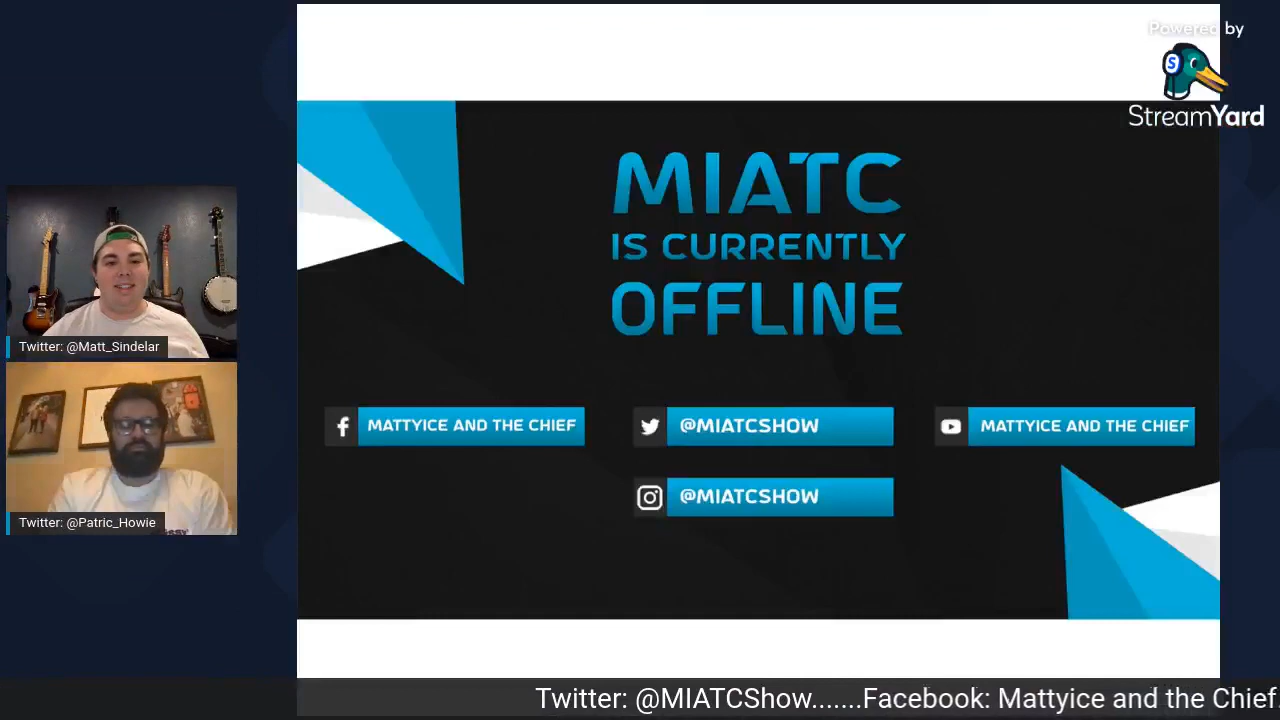 Powered by
StreamYard
MIATC
IS CURRENTLY
OFFLINE
MATTYICE AND THE CHIEF
@MIATCSHOW
MATTYICE AND THE CHIEF
@MIATCSHOW
Twitter: @Matt_Sindelar
Twitter: @Patric_Howie
Twitter: @MIATCShow.......Facebook: Mattyice and the Chief